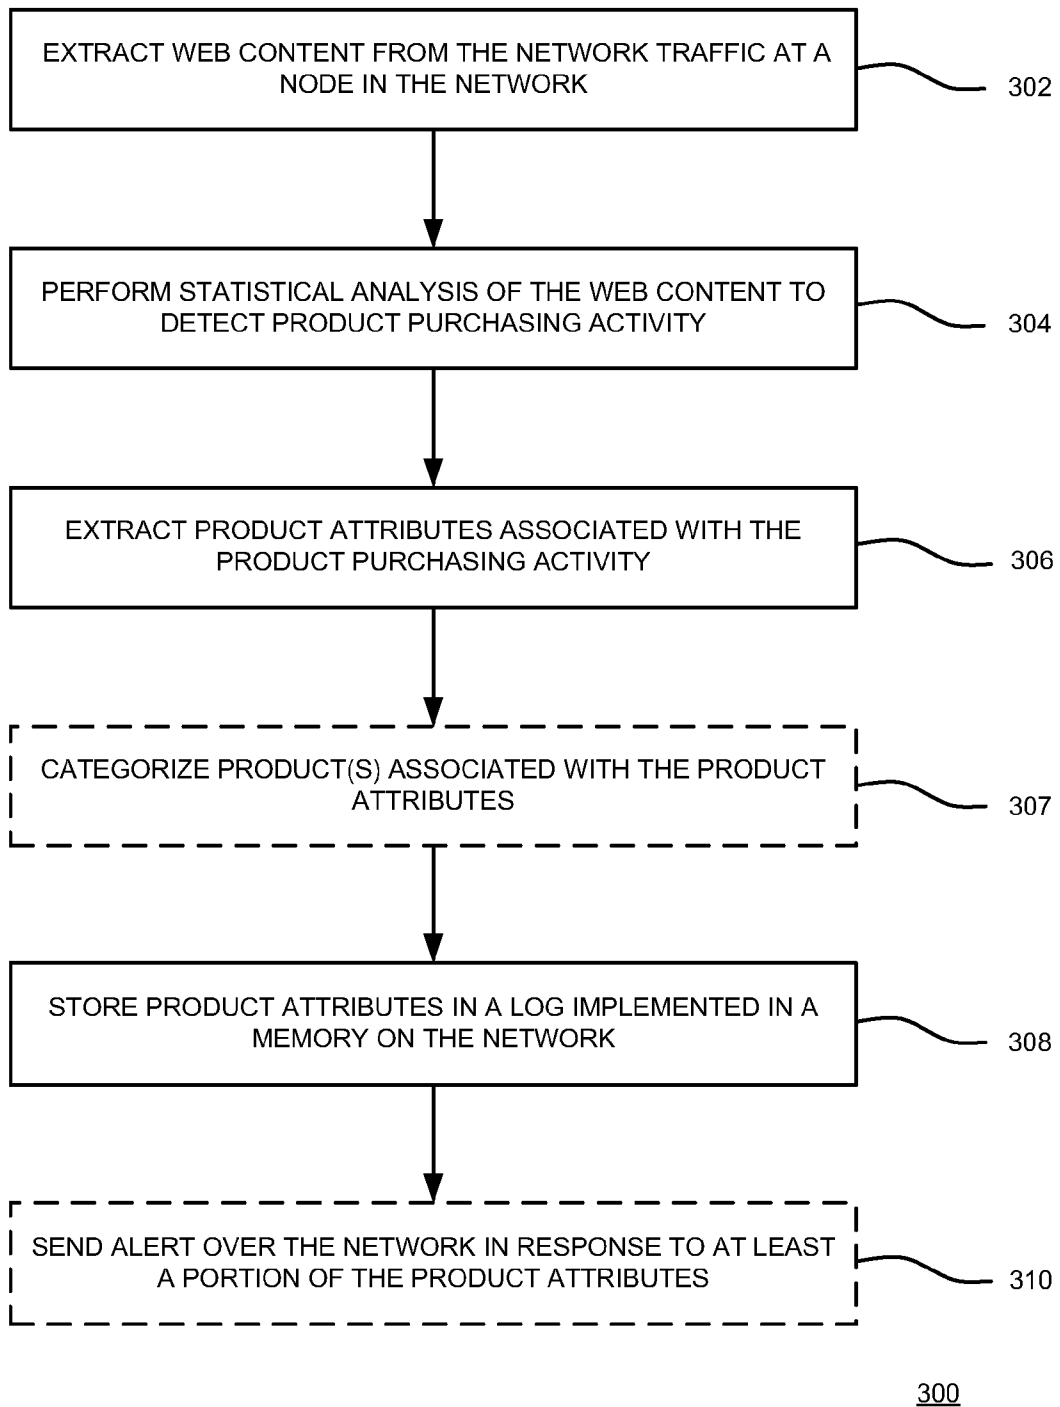 EXTRACT WEB CONTENT FROM THE NETWORK TRAFFIC AT A
NODE IN THE NETWORK
302
PERFORM STATISTICAL ANALYSIS OF THE WEB CONTENT TO
DETECT PRODUCT PURCHASING ACTIVITY
304
EXTRACT PRODUCT ATTRIBUTES ASSOCIATED WITH THE
PRODUCT PURCHASING ACTIVITY
306
CATEGORIZE PRODUCT(S) ASSOCIATED WITH THE PRODUCT
ATTRIBUTES
307
STORE PRODUCT ATTRIBUTES IN A LOG IMPLEMENTED IN A
MEMORY ON THE NETWORK
308
SEND ALERT OVER THE NETWORK IN RESPONSE TO AT LEAST
A PORTION OF THE PRODUCT ATTRIBUTES
310
300